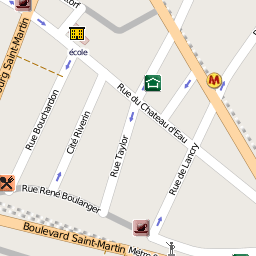 école
M
Rue du Chateau d'Eau
Rue Bouchardon
Cité Riverin
Rue Taylor
Rue de Lancry
Rue René Boulanger
Boulevard Saint-Martin
Saint-Martin